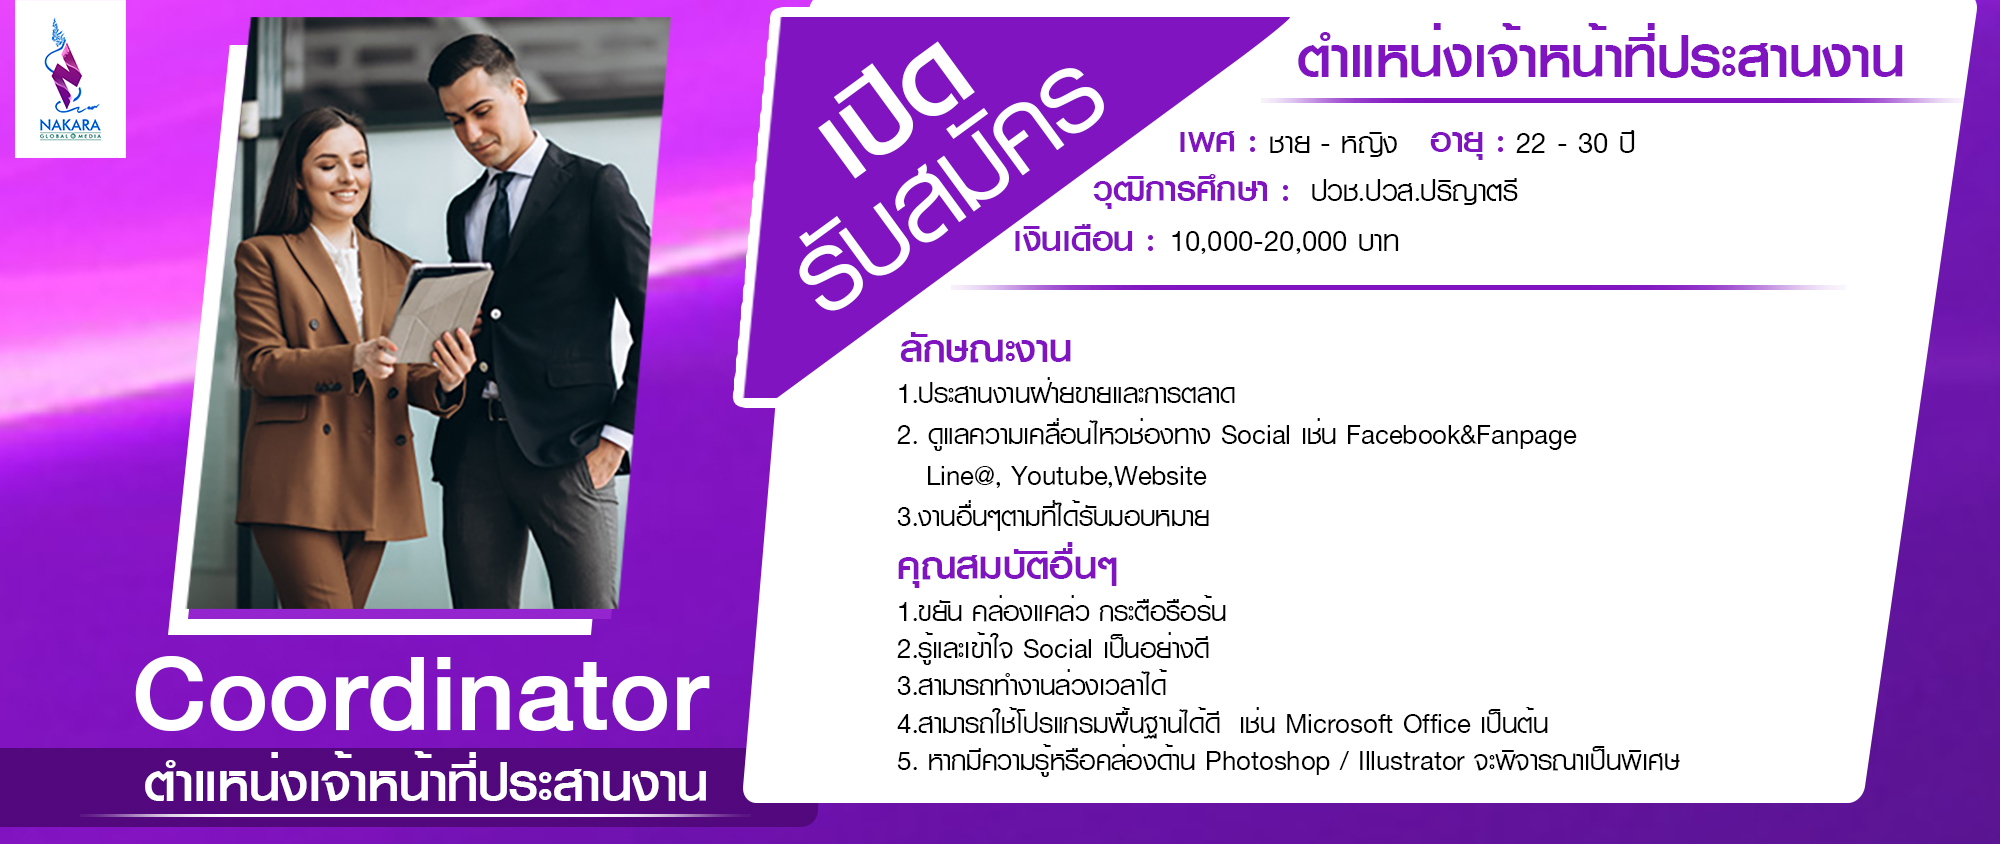 NAKARA
GLOBAL MEDIA
เปิด
รับสมัคร
ตำแหน่งเจ้าหน้าที่ประสานงาน
เพศ : ชาย - หญิง อายุ : 22 - 30 ปี
วุฒิการศึกษา : ปวช.ปวส.ปริญาตรี
เงินเดือน : 10,000-20,000 บาท
ลักษณะงาน
1.ประสานงานฝ่ายขายและการตลาด
2. ดูแลความเคลื่อนไหวช่องทาง Social เช่น Facebook&Fanpage
Line@, Youtube,Website
3.งานอื่นๆตามที่ได้รับมอบหมาย
คุณสมบัติอื่นๆ
1.ขยัน คล่องแคล่ว กระตือรือร้น
2.รู้และเข้าใจ Social เป็นอย่างดี
3.สามารถทำงานล่วงเวลาได้
4.สามารถใช้โปรแกรมพื้นฐานได้ดี เช่น Microsoft Office เป็นต้น
5. หากมีความรู้หรือคล่องด้าน Photoshop / Illustrator จะพิจารณาเป็นพิเศษ
Coordinator
ตำแหน่งเจ้าหน้าที่ประสานงาน